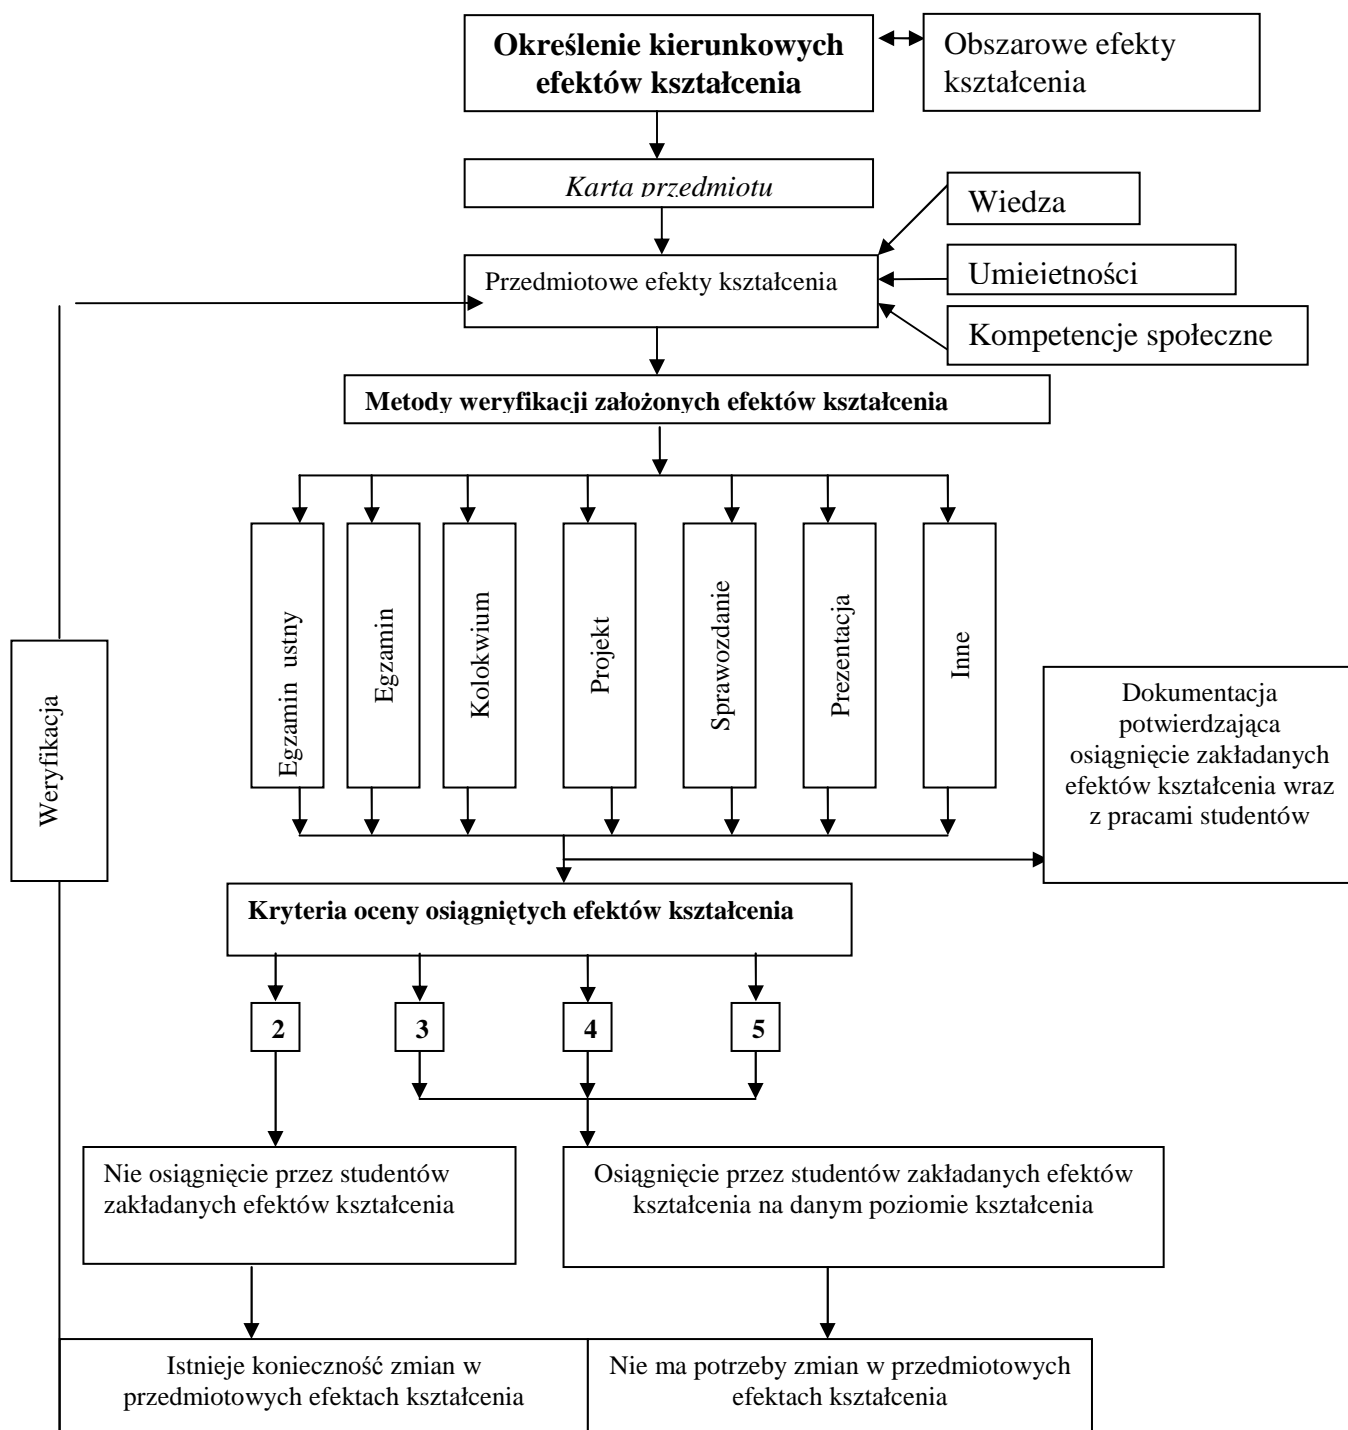 Określenie kierunkowych
efektów kształcenia
Obszarowe efekty
kształcenia
Karta przedmiotu
Wiedza
Przedmiotowe efekty kształcenia
Umiejętności
Kompetencje społeczne
Metody weryfikacji założonych efektów kształcenia
Egzamin ustny
Egzamin
Kolokwium
Projekt
Sprawozdanie
Prezentacja
Inne
Weryfikacja
Dokumentacja
potwierdzająca
osiągnięcie zakładanych
efektów kształcenia wraz
z pracami studentów
Kryteria oceny osiągniętych efektów kształcenia
2
3
4
5
Nie osiągnięcie przez studentów
zakładanych efektów kształcenia
Osiągnięcie przez studentów zakładanych efektów
kształcenia na danym poziomie kształcenia
Istnieje konieczność zmian w
przedmiotowych efektach kształcenia
Nie ma potrzeby zmian w przedmiotowych
efektach kształcenia